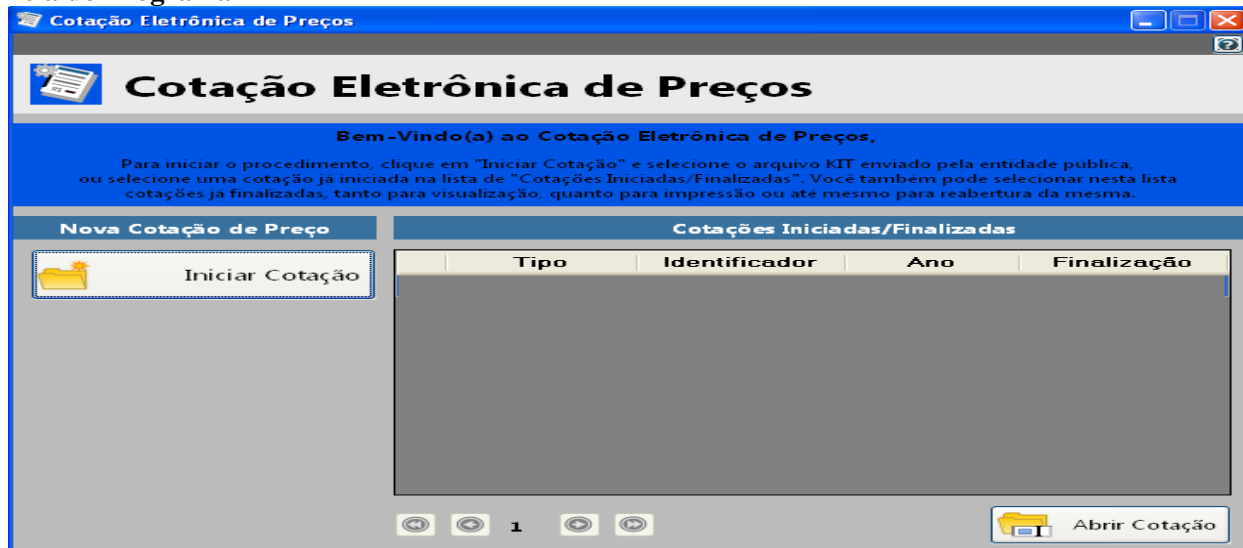 Cotação Eletrônica de Preços
Cotação Eletrônica de Preços
Bem-Vindo(a) ao Cotação Eletrônica de Preços,
Para iniciar o procedimento, clique em "Iniciar Cotação" e selecione o arquivo KIT enviado pela entidade pública,
ou selecione uma cotação já iniciada na lista de "Cotações Iniciadas/Finalizadas". Você também pode selecionar nesta lista
cotações já finalizadas, tanto para visualização, quanto para impressão ou até mesmo para reabertura da mesma.
Nova Cotação de Preço
Cotações Iniciadas/Finalizadas
Iniciar Cotação
Tipo Identificador Ano Finalização
1
Abrir Cotação